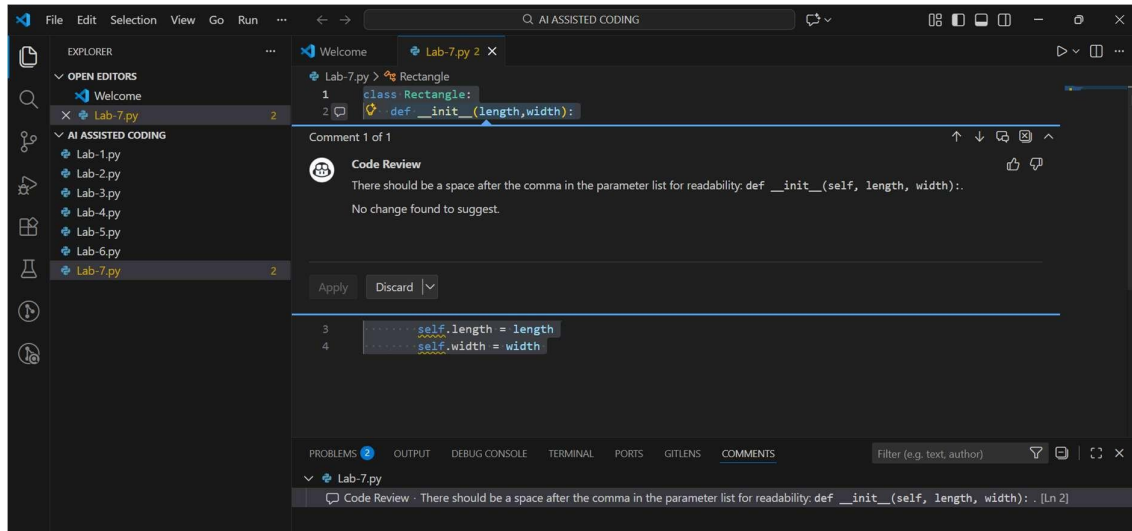 File Edit Selection View Go Run ··· AI ASSISTED CODING
EXPLORER ···
OPEN EDITORS
Welcome
Lab-7.py 2
AI ASSISTED CODING
Lab-1.py
Lab-2.py
Lab-3.py
Lab-4.py
Lab-5.py
Lab-6.py
Lab-7.py 2
Welcome Lab-7.py 2
Lab-7.py > Rectangle
1 class Rectangle:
2 def __init__(length,width):
Comment 1 of 1
Code Review
There should be a space after the comma in the parameter list for readability: def __init__(self, length, width):.
No change found to suggest.
Apply Discard
3 self.length = length
4 self.width = width
PROBLEMS 2 OUTPUT DEBUG CONSOLE TERMINAL PORTS GITLENS COMMENTS Filter (e.g. text, author)
Lab-7.py
Code Review · There should be a space after the comma in the parameter list for readability: def __init__(self, length, width): . [Ln 2]